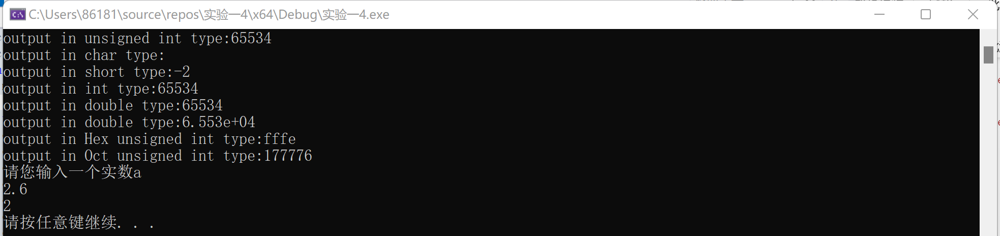 C:\Users\86181\source\repos\实验一4\x64\Debug\实验一4.exe
output in unsigned int type:65534
output in char type:
output in short type:-2
output in int type:65534
output in double type:65534
output in double type:6.553e+04
output in Hex unsigned int type:fffe
output in Oct unsigned int type:177776
请您输入一个实数a
2.6
2
请按任意键继续. . .